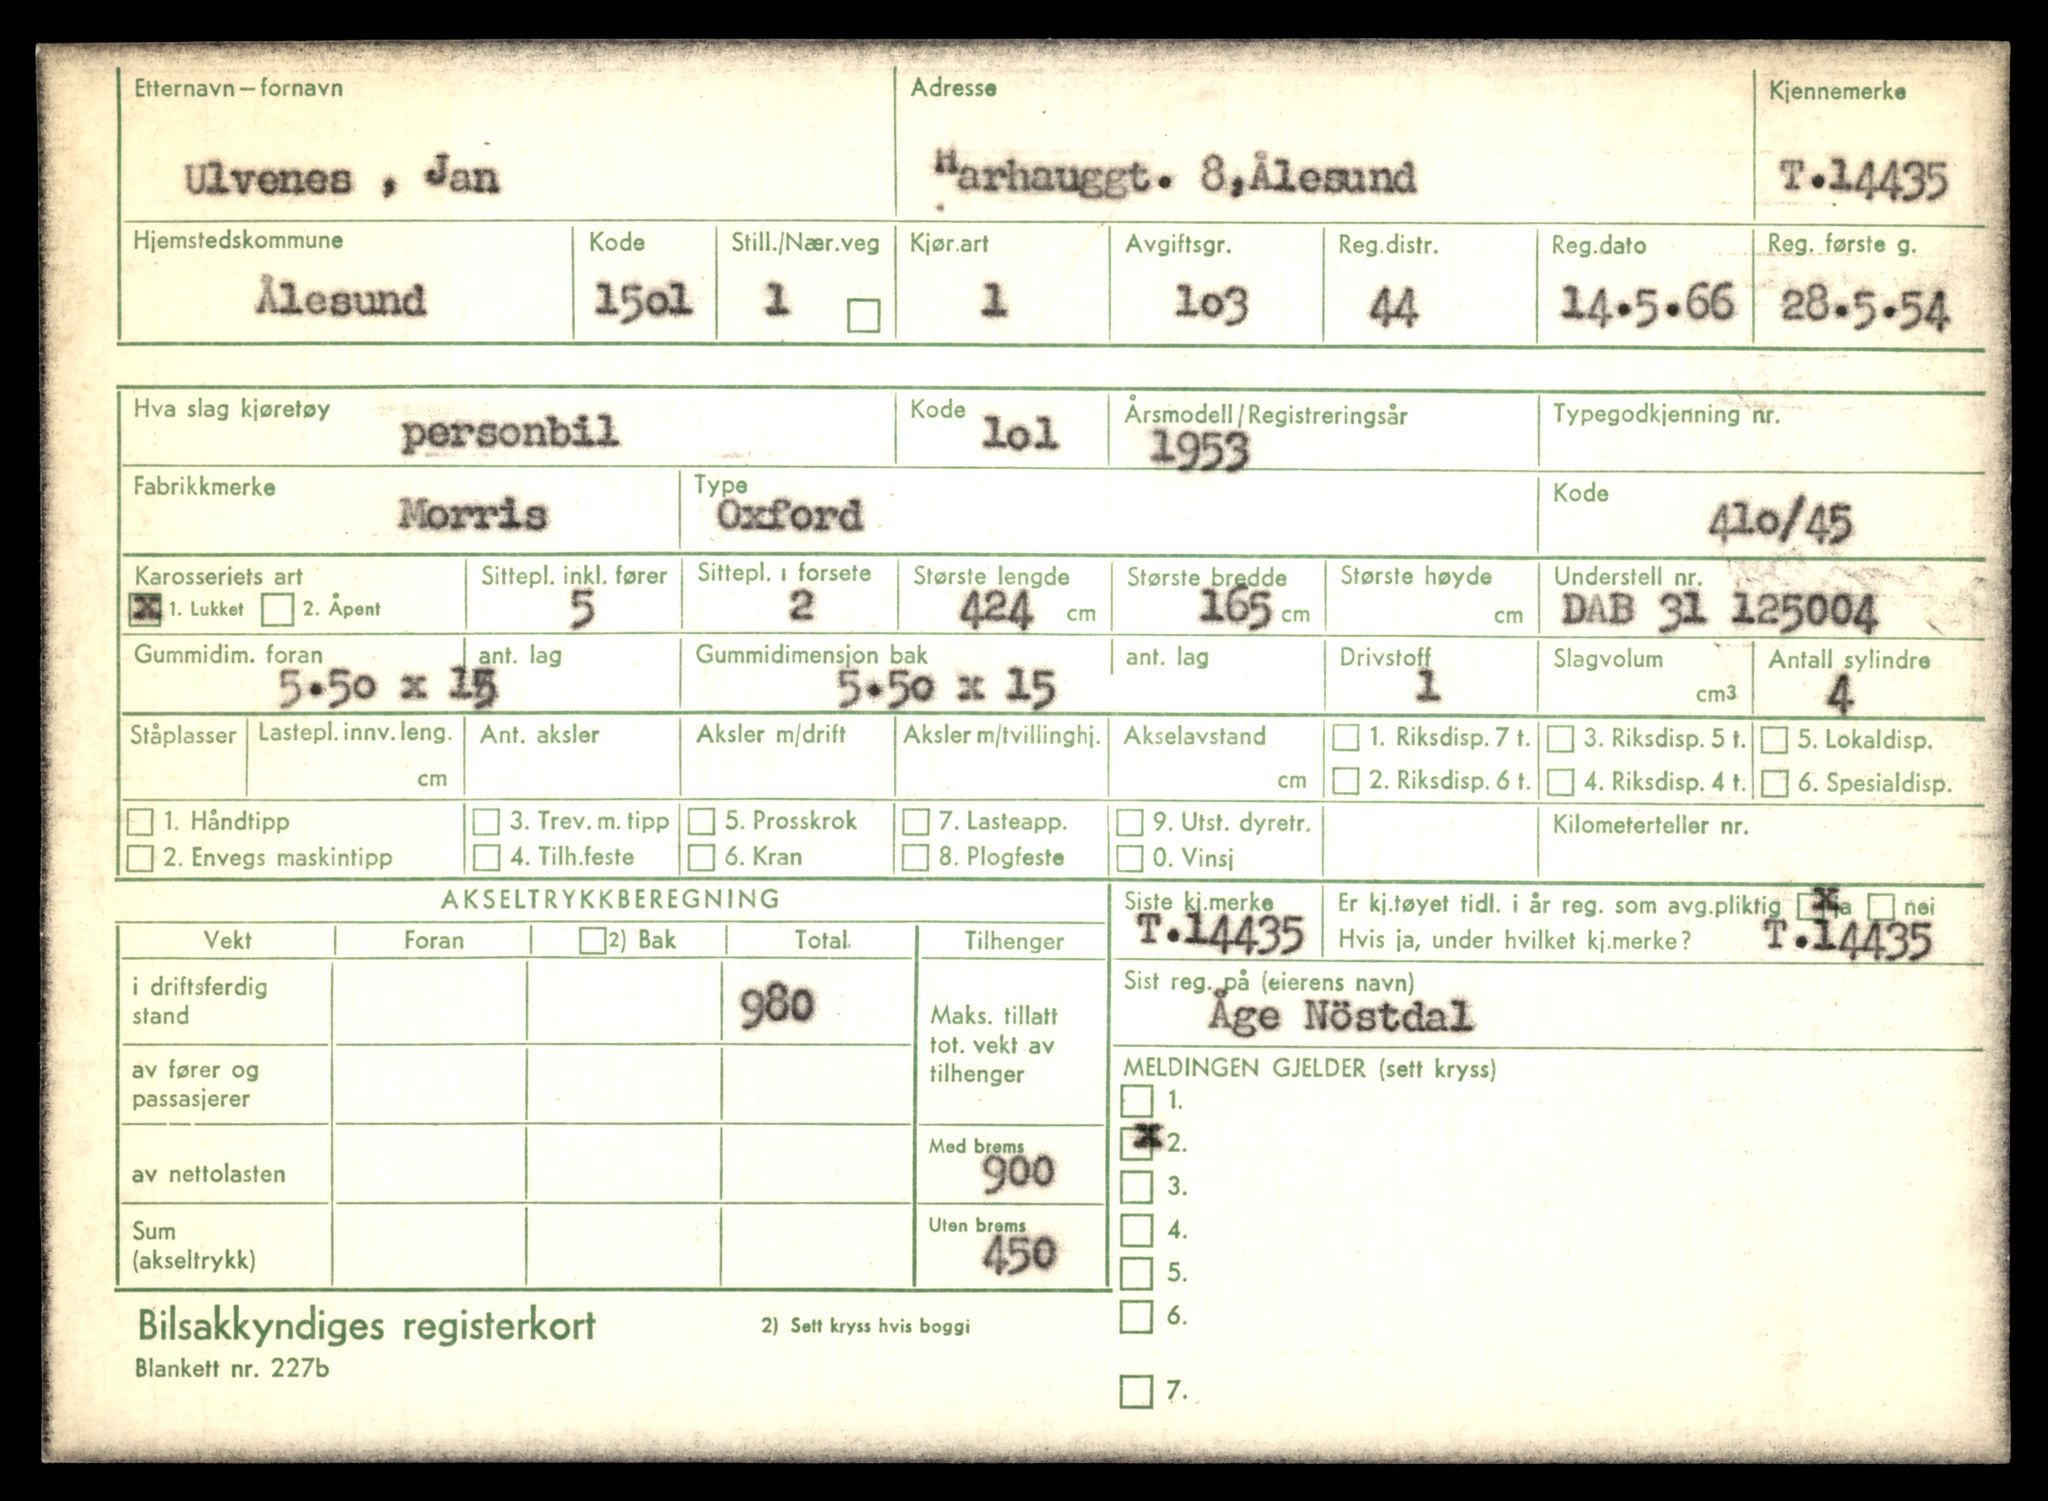 Etternavn – fornavn Adresse Kjennemerke
Ulvenes , Jan Harhauggt. 8, Ålesund T.14435
Hjemstedskommune Kode Still./Nær.veg Kjør.art Avgiftsgr. Reg.distr. Reg.dato Reg. første g.
Ålesund 15o1 1 1 1o3 44 14.5.66 28.5.54
Hva slag kjøretøy Kode Årsmodell/Registreringsår Typegodkjenning nr.
personbil 1o1 1953
Fabrikkmerke Type Kode
Morris Oxford 41o/45
Karosseriets art Sittepl. inkl. fører Sittepl. i forsete Største lengde Største bredde Største høyde Understell nr.
x 1. Lukket 2. Åpent 5 2 424 cm 165 cm cm DAB 31 125004
Gummidim. foran ant. lag Gummidimensjon bak ant. lag Drivstoff Slagvolum Antall sylindre
5.50 x 15 5.50 x 15 1 cm3 4
Ståplasser Lastepl. innv. leng. Ant. aksler Aksler m/drift Aksler m/tvillinghj. Akselavstand 1. Riksdisp. 7 t. 3. Riksdisp. 5 t. 5. Lokaldisp.
cm cm 2. Riksdisp. 6 t. 4. Riksdisp. 4 t. 6. Spesialdisp.
1. Håndtipp 3. Trev. m. tipp 5. Prosskrok 7. Lasteapp. 9. Utst. dyretr. Kilometerteller nr.
2. Envegs maskintipp 4. Tilh.feste 6. Kran 8. Plogfeste 0. Vinsj
AKSELTRYKKBEREGNING Siste kj.merke Er kj.tøyet tidl. i år reg. som avg.pliktig x ja nei
T.14435 Hvis ja, under hvilket kj.merke? T.14435
Vekt Foran 2) Bak Total. Tilhenger
i driftsferdig stand 980 Maks. tillatt tot. vekt av tilhenger
Sist reg. på (eierens navn)
Åge Nöstdal
av fører og passasjerer
MELDINGEN GJELDER (sett kryss)
1.
x 2.
av nettolasten Med brems 900
3.
Sum (akseltrykk) Uten brems 450
4.
5.
6.
7.
Bilsakkyndiges registerkort 2) Sett kryss hvis boggi
Blankett nr. 227b